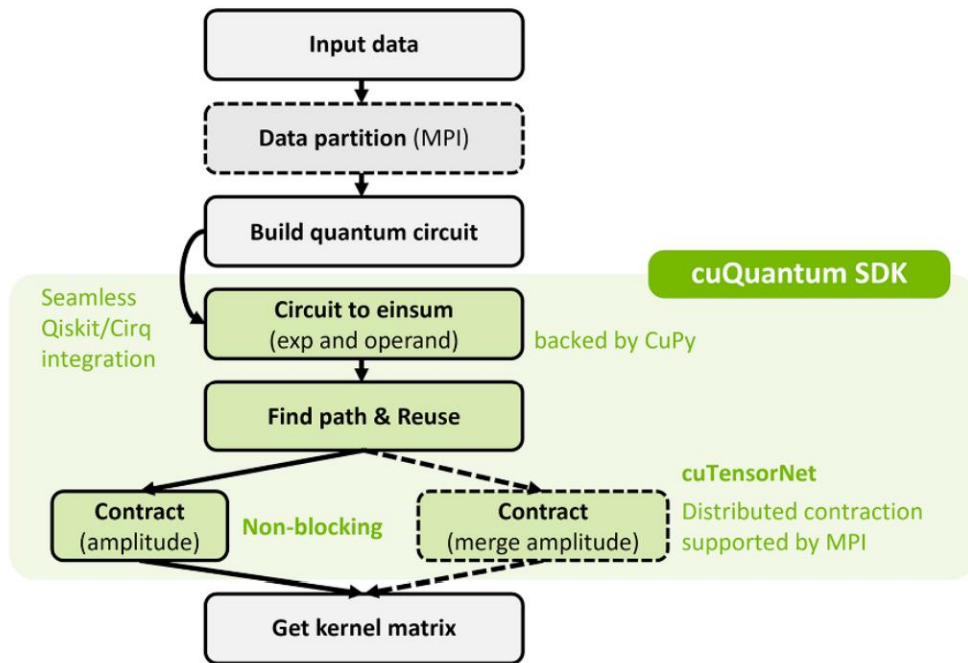 Input data
Data partition (MPI)
Build quantum circuit
cuQuantum SDK
Seamless
Qiskit/Cirq
integration
Circuit to einsum
(exp and operand)
backed by CuPy
Find path & Reuse
Contract
(amplitude)
Non-blocking
Contract
(merge amplitude)
cuTensorNet
Distributed contraction
supported by MPI
Get kernel matrix